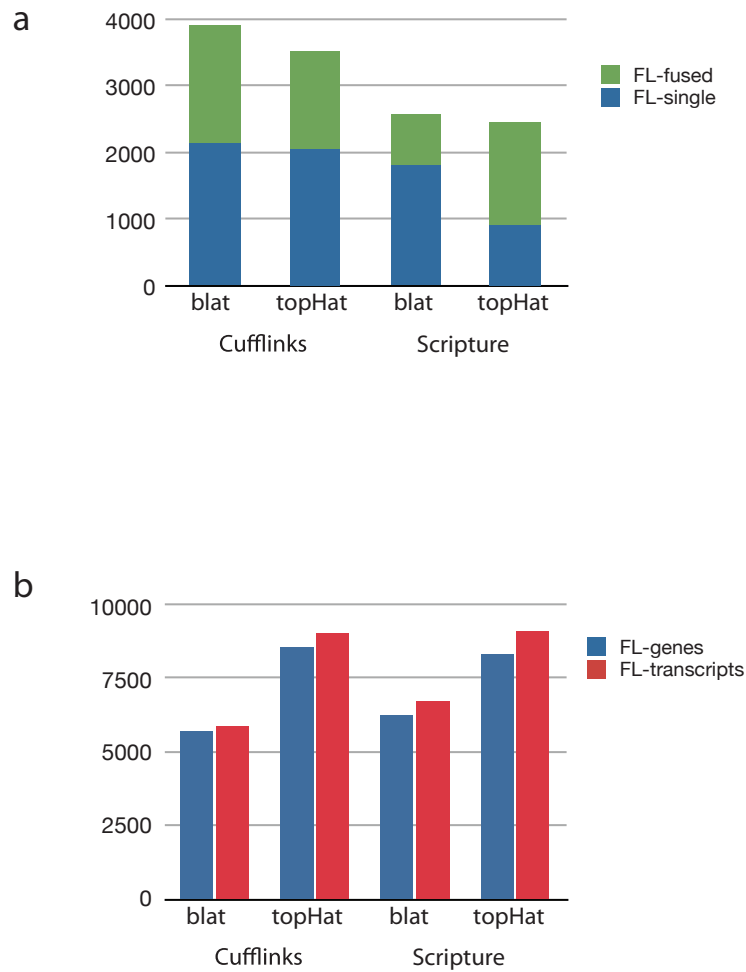 a
4000
3000
2000
1000
0
FL-fused
FL-single
blat topHat blat topHat
Cufflinks Scripture
b
10000
7500
5000
2500
0
FL-genes
FL-transcripts
blat topHat blat topHat
Cufflinks Scripture